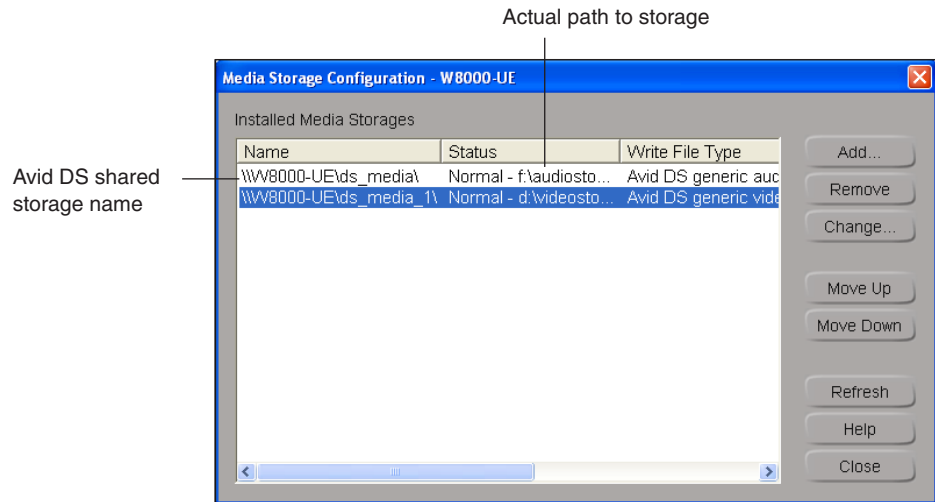 Actual path to storage
Media Storage Configuration - W8000-UE
Installed Media Storages
Name Status Write File Type
\\W8000-UE\ds_media\ Normal - f:\audiosto... Avid DS generic aud
\\W8000-UE\ds_media_1\ Normal - d:\videosto... Avid DS generic vide
Avid DS shared
storage name
Add...
Remove
Change...
Move Up
Move Down
Refresh
Help
Close